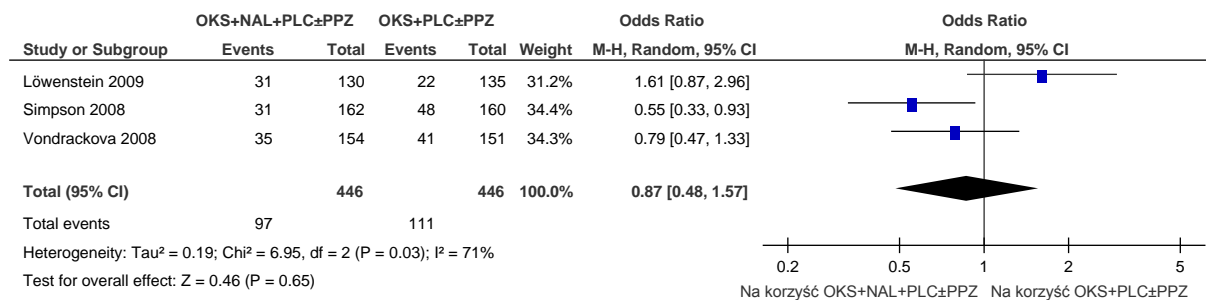 OKS+NAL+PLC±PPZ OKS+PLC±PPZ Odds Ratio Odds Ratio
Study or Subgroup Events Total Events Total Weight M-H, Random, 95% CI M-H, Random, 95% CI
Löwenstein 2009 31 130 22 135 31.2% 1.61 [0.87, 2.96]
Simpson 2008 31 162 48 160 34.4% 0.55 [0.33, 0.93]
Vondrackova 2008 35 154 41 151 34.3% 0.79 [0.47, 1.33]
Total (95% CI) 446 446 100.0% 0.87 [0.48, 1.57]
Total events 97 111
Heterogeneity: Tau² = 0.19; Chi² = 6.95, df = 2 (P = 0.03); I² = 71%
Test for overall effect: Z = 0.46 (P = 0.65)
0.2 0.5 1 2 5
Na korzyść OKS+NAL+PLC±PPZ Na korzyść OKS+PLC±PPZ